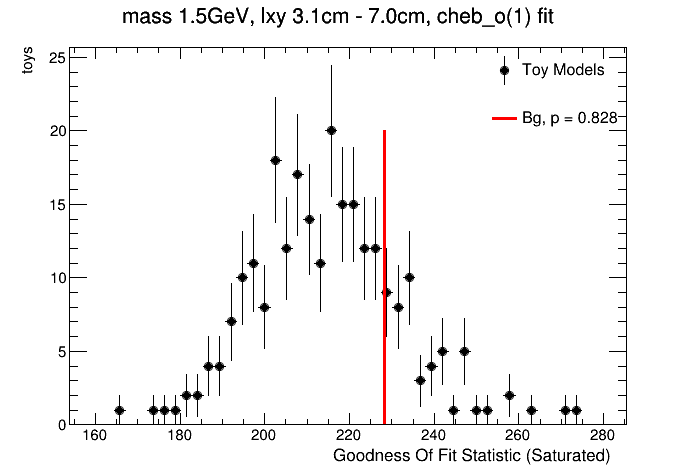 mass 1.5GeV, lxy 3.1cm - 7.0cm, cheb_o(1) fit
toys
25
20
15
10
5
0
Toy Models
Bg, p = 0.828
160 180 200 220 240 260 280
Goodness Of Fit Statistic (Saturated)